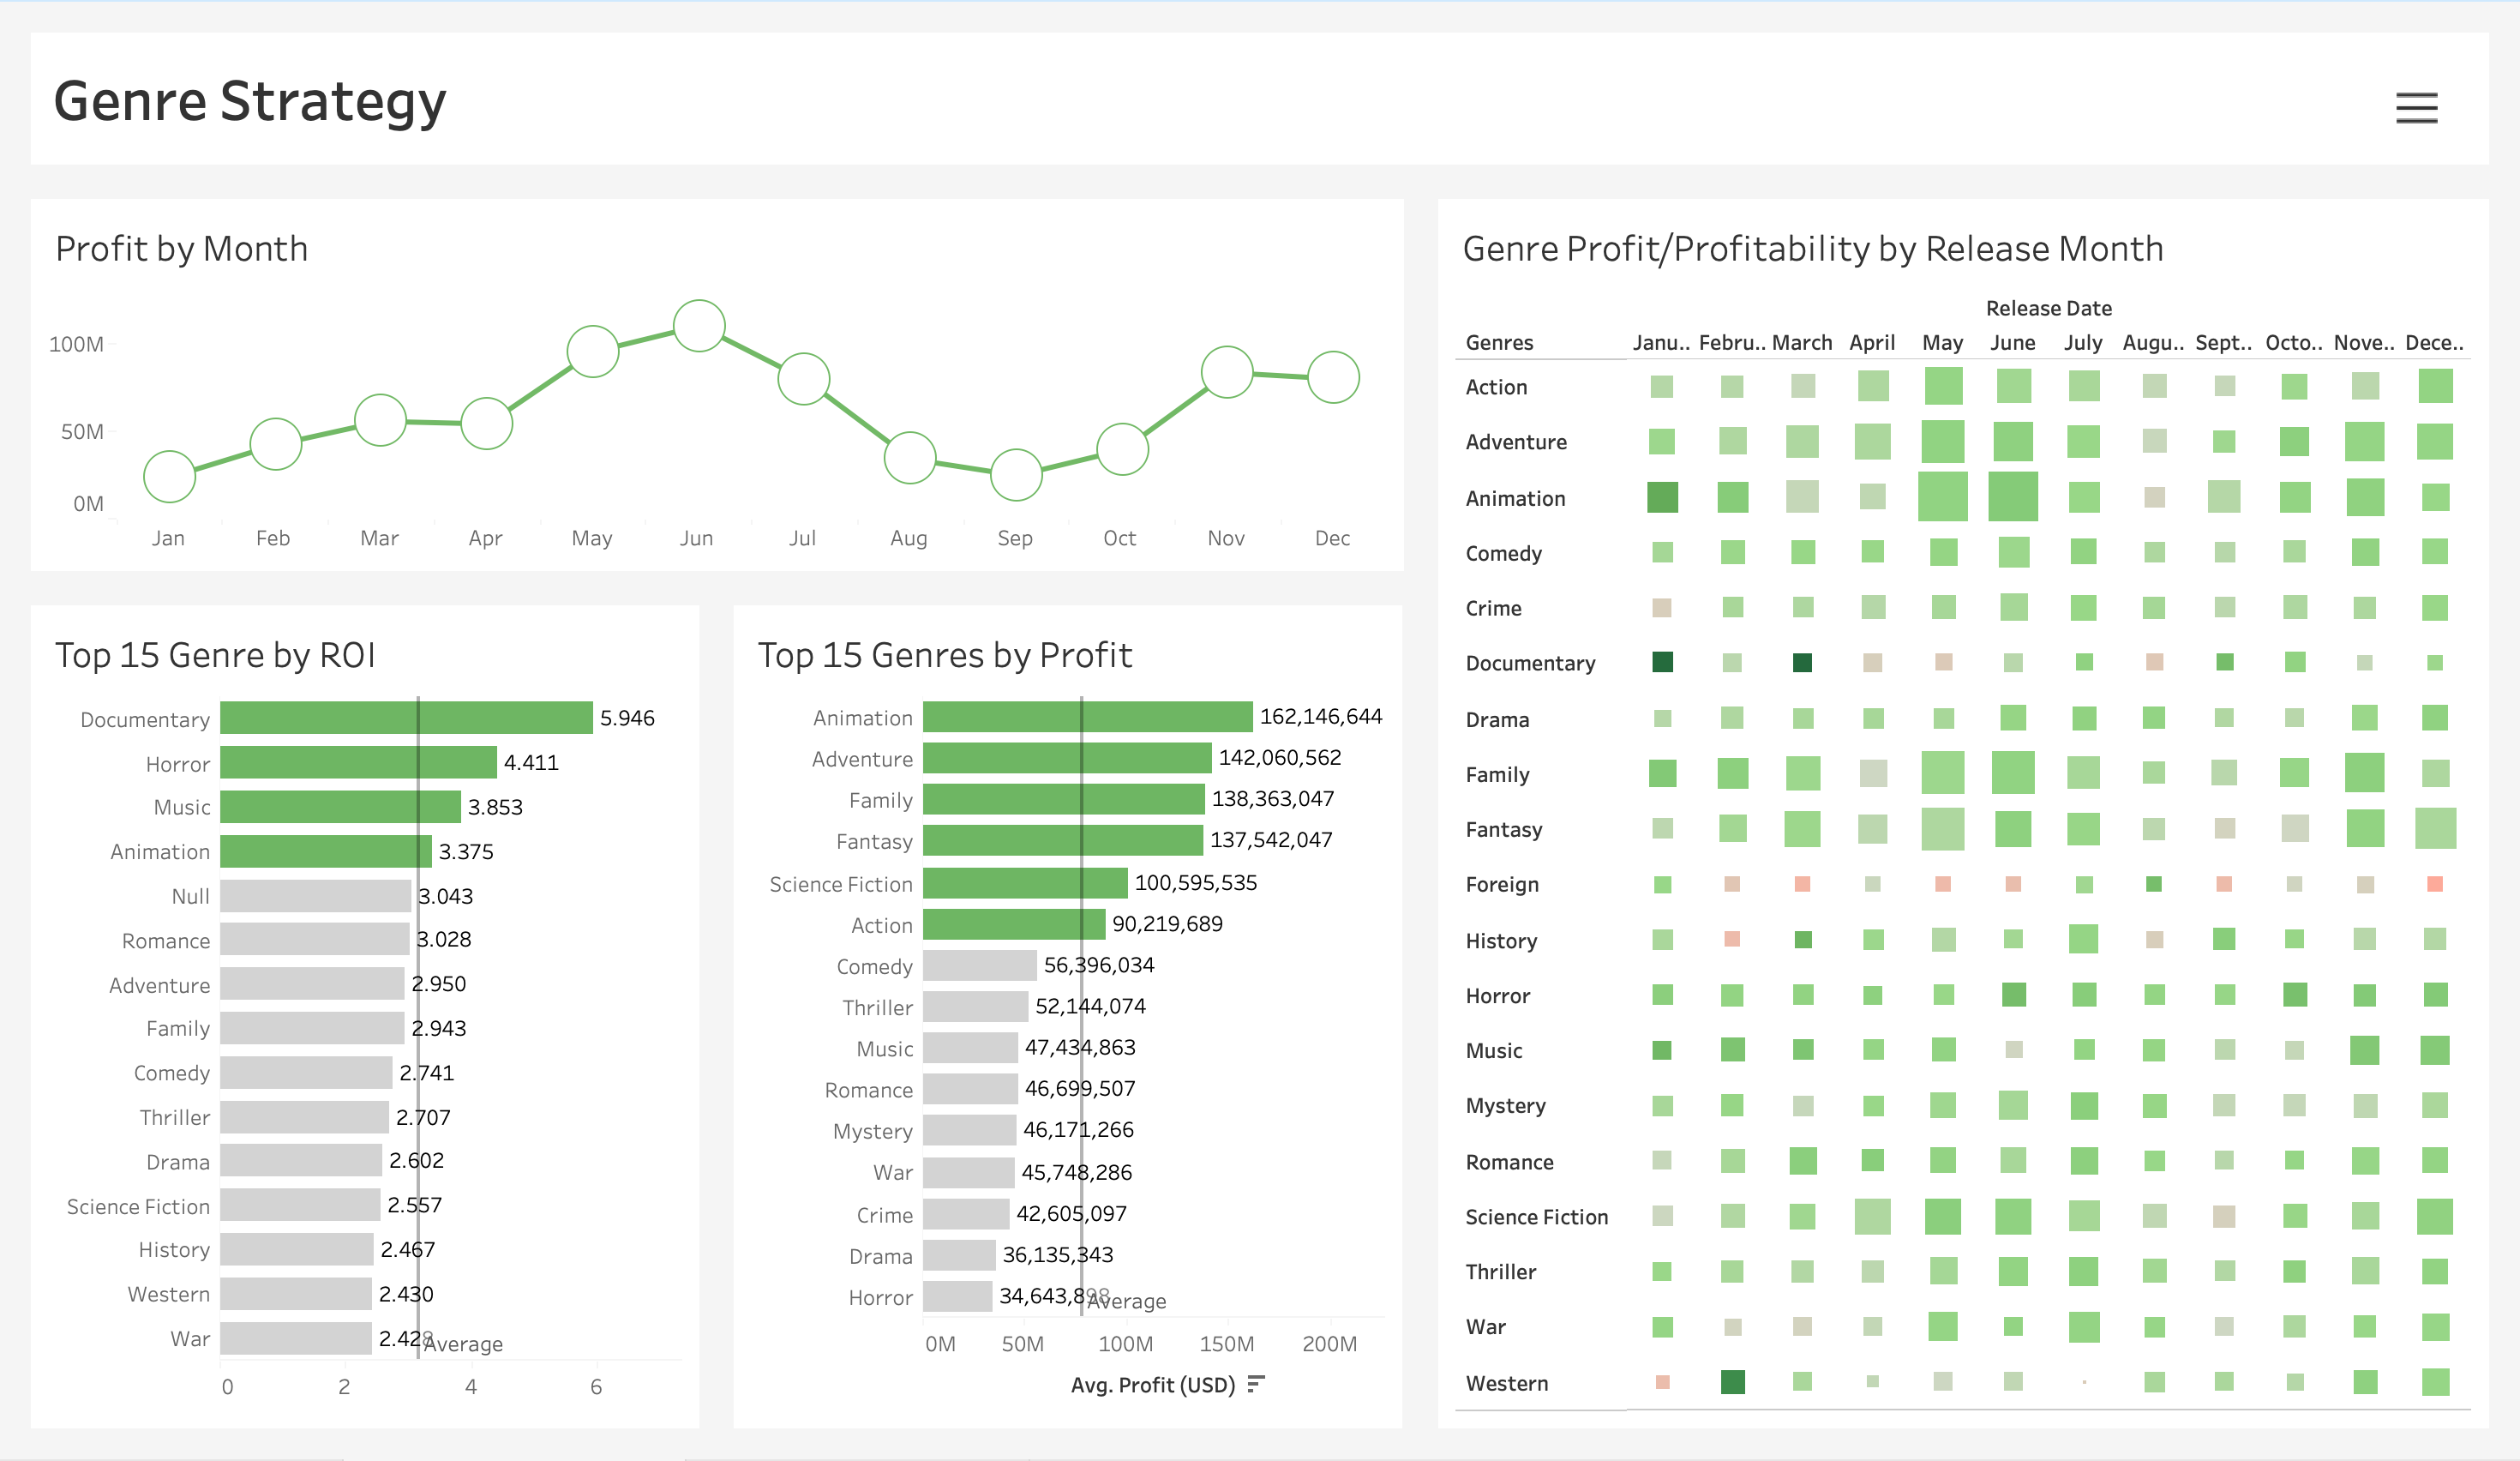 Genre Strategy
Profit by Month
100M
50M
0M
Jan Feb Mar Apr May Jun Jul Aug Sep Oct Nov Dec
Top 15 Genre by ROI
Documentary 5.946
Horror 4.411
Music 3.853
Animation 3.375
Null 3.043
Romance 3.028
Adventure 2.950
Family 2.943
Comedy 2.741
Thriller 2.707
Drama 2.602
Science Fiction 2.557
History 2.467
Western 2.430
War 2.428 Average
0 2 4 6
Top 15 Genres by Profit
Animation 162,146,644
Adventure 142,060,562
Family 138,363,047
Fantasy 137,542,047
Science Fiction 100,595,535
Action 90,219,689
Comedy 56,396,034
Thriller 52,144,074
Music 47,434,863
Romance 46,699,507
Mystery 46,171,266
War 45,748,286
Crime 42,605,097
Drama 36,135,343
Horror 34,643,898 Average
0M 50M 100M 150M 200M
Avg. Profit (USD)
Genre Profit/Profitability by Release Month
Release Date
Genres Janu.. Febru.. March April May June July Augu.. Sept.. Octo.. Nove.. Dece..
Action
Adventure
Animation
Comedy
Crime
Documentary
Drama
Family
Fantasy
Foreign
History
Horror
Music
Mystery
Romance
Science Fiction
Thriller
War
Western